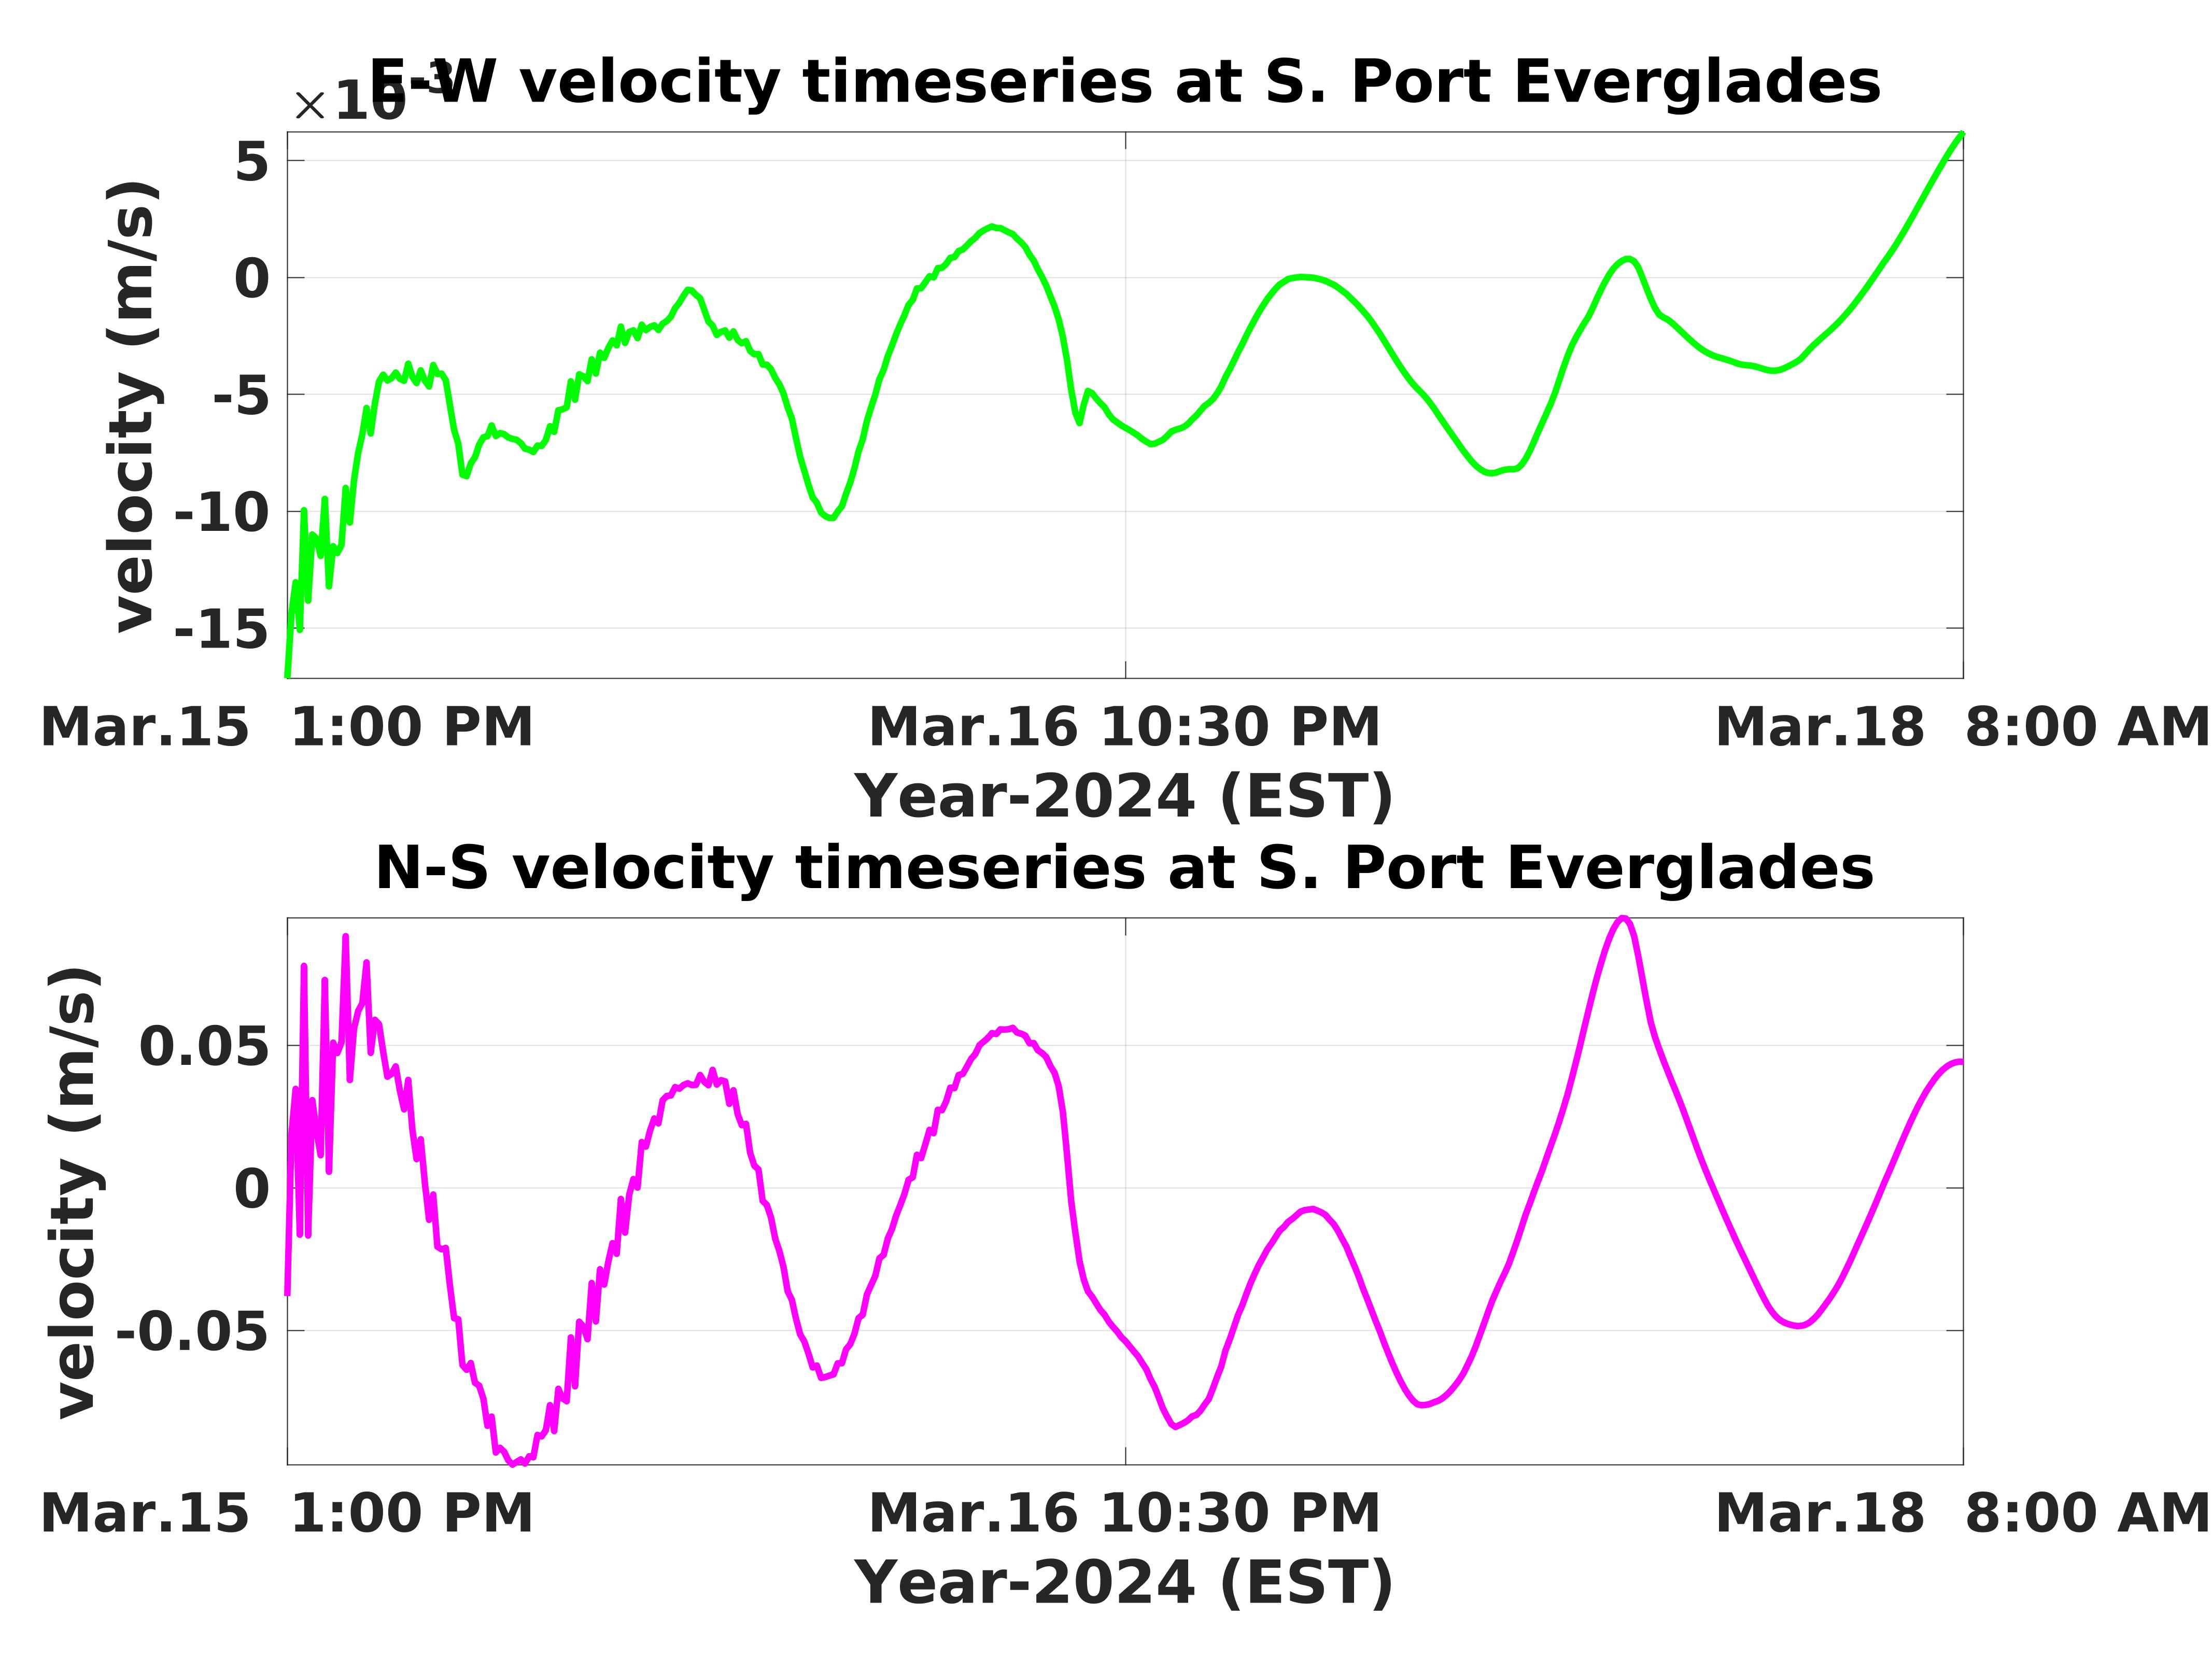 E-W velocity timeseries at S. Port Everglades
×10-3
5
0
-5
-10
-15
velocity (m/s)
Mar.15 1:00 PM Mar.16 10:30 PM Mar.18 8:00 AM
Year-2024 (EST)
N-S velocity timeseries at S. Port Everglades
0.05
0
-0.05
velocity (m/s)
Mar.15 1:00 PM Mar.16 10:30 PM Mar.18 8:00 AM
Year-2024 (EST)